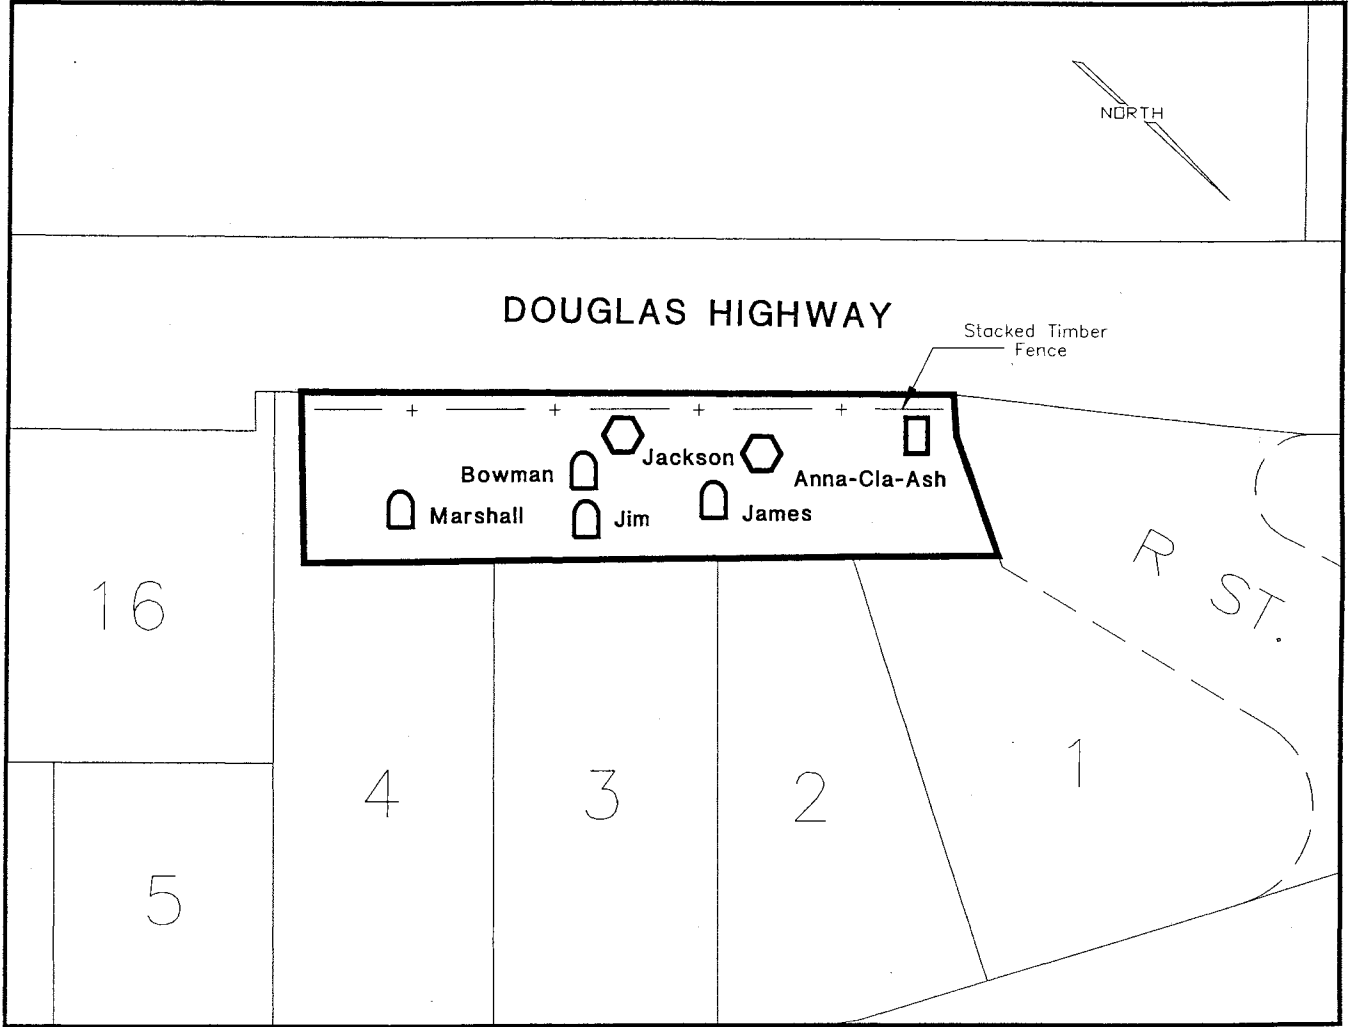 NORTH
DOUGLAS HIGHWAY
Stacked Timber
Fence
Jackson
Bowman
Anna-Cla-Ash
Marshall
Jim
James
R ST.
16
4
3
2
1
5